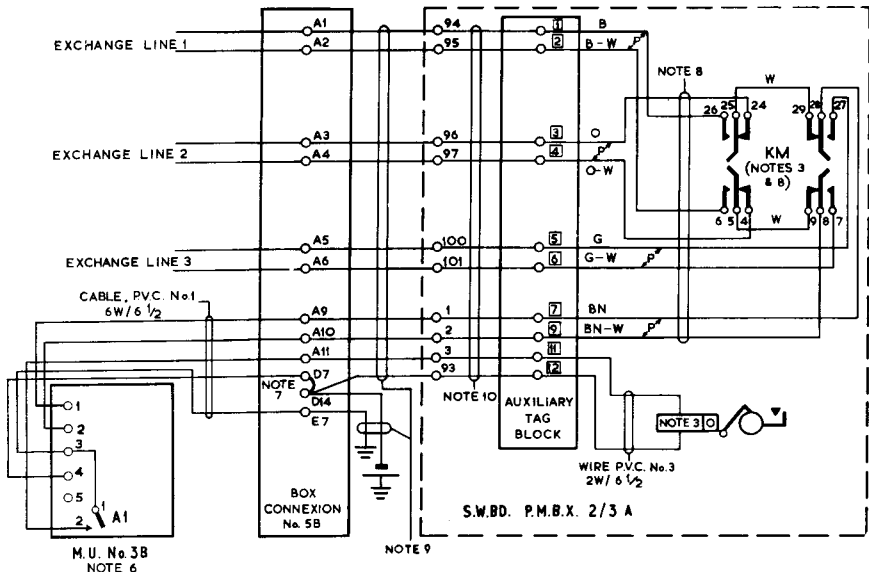 EXCHANGE LINE 1
EXCHANGE LINE 2
EXCHANGE LINE 3
CABLE, P.V.C. No.1
6W/6 1/2
A1
A2
A3
A4
A5
A6
A9
A10
A11
D7
NOTE
7
D14
E7
BOX
CONNEXION
No. 5B
1
2
3
4
5
1
2
A1
M.U. No. 3B
NOTE 6
NOTE 9
94
95
96
97
100
101
1
2
3
93
NOTE 10
1
2
3
4
5
6
7
9
11
12
AUXILIARY
TAG
BLOCK
B
B-W
P
O
P
O-W
G
G-W
P
BN
BN-W
P
NOTE 8
W
26 25 24 29 28 27
KM
(NOTES 3
& 8)
6 5 4 9 8 7
W
NOTE 3 O
WIRE P.V.C. No.3
2W/6 1/2
S.W.BD. P.M.B.X. 2/3 A